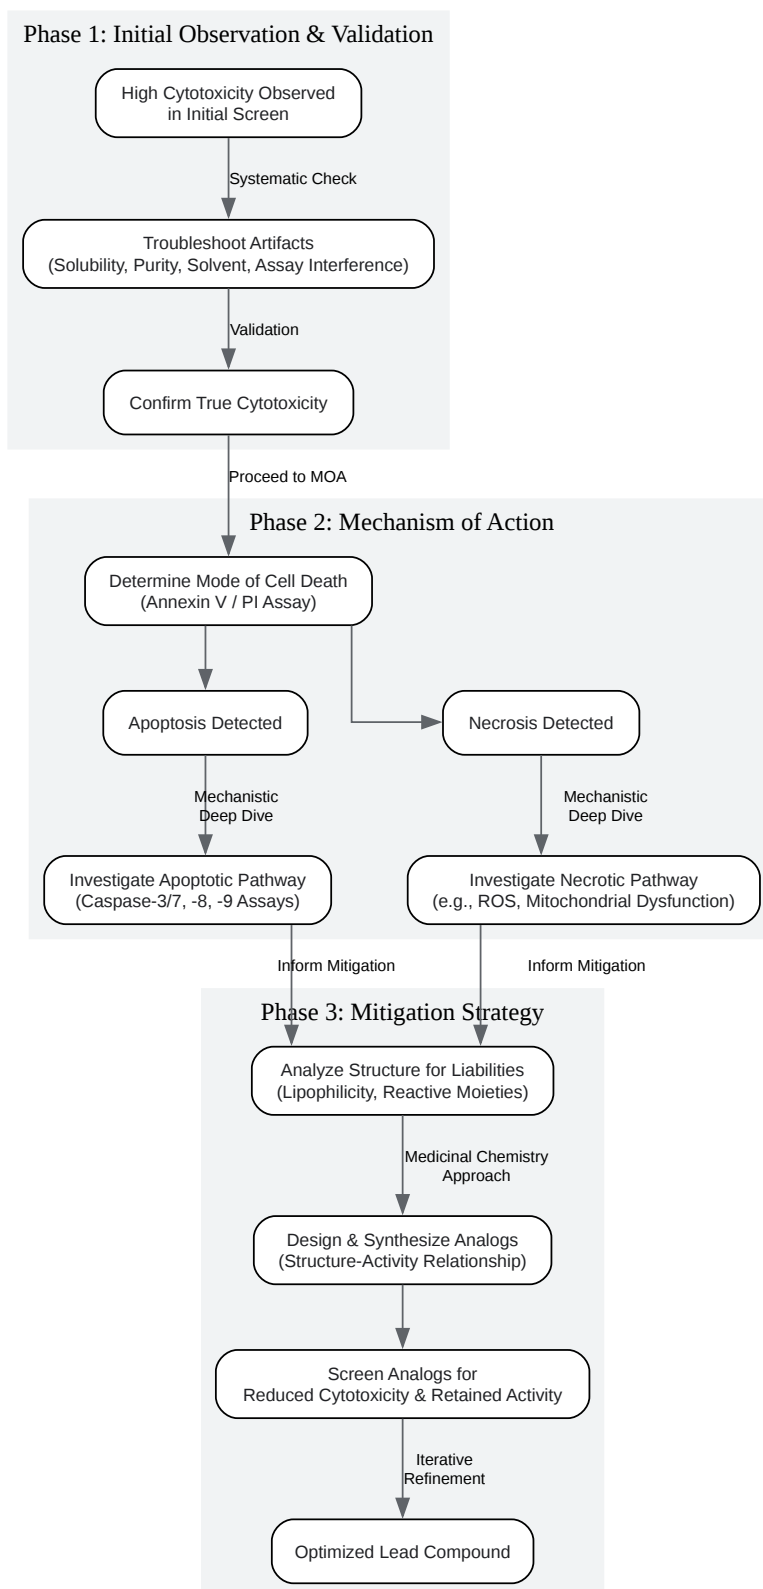 Phase 1: Initial Observation & Validation
High Cytotoxicity Observed
in Initial Screen
Systematic Check
Troubleshoot Artifacts
(Solubility, Purity, Solvent, Assay Interference)
Validation
Confirm True Cytotoxicity
Proceed to MOA
Phase 2: Mechanism of Action
Determine Mode of Cell Death
(Annexin V / PI Assay)
Apoptosis Detected
Necrosis Detected
Mechanistic
Deep Dive
Mechanistic
Deep Dive
Investigate Apoptotic Pathway
(Caspase-3/7, -8, -9 Assays)
Investigate Necrotic Pathway
(e.g., ROS, Mitochondrial Dysfunction)
Inform Mitigation
Inform Mitigation
Phase 3: Mitigation Strategy
Analyze Structure for Liabilities
(Lipophilicity, Reactive Moieties)
Medicinal Chemistry
Approach
Design & Synthesize Analogs
(Structure-Activity Relationship)
Screen Analogs for
Reduced Cytotoxicity & Retained Activity
Iterative
Refinement
Optimized Lead Compound